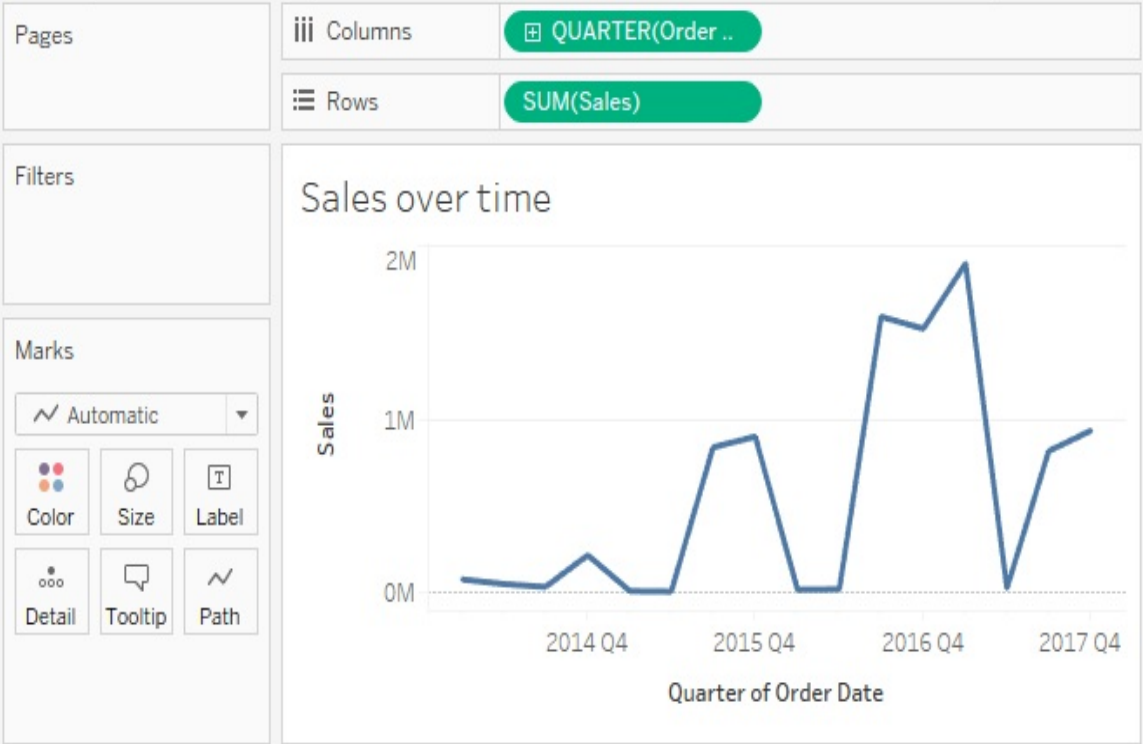 Pages
Columns
QUARTER(Order ..
Rows
SUM(Sales)
Filters
Marks
Automatic
Color
Size
T
Label
Detail
Tooltip
Path
Sales over time
2M
1M
0M
Sales
2014 Q4
2015 Q4
2016 Q4
2017 Q4
Quarter of Order Date